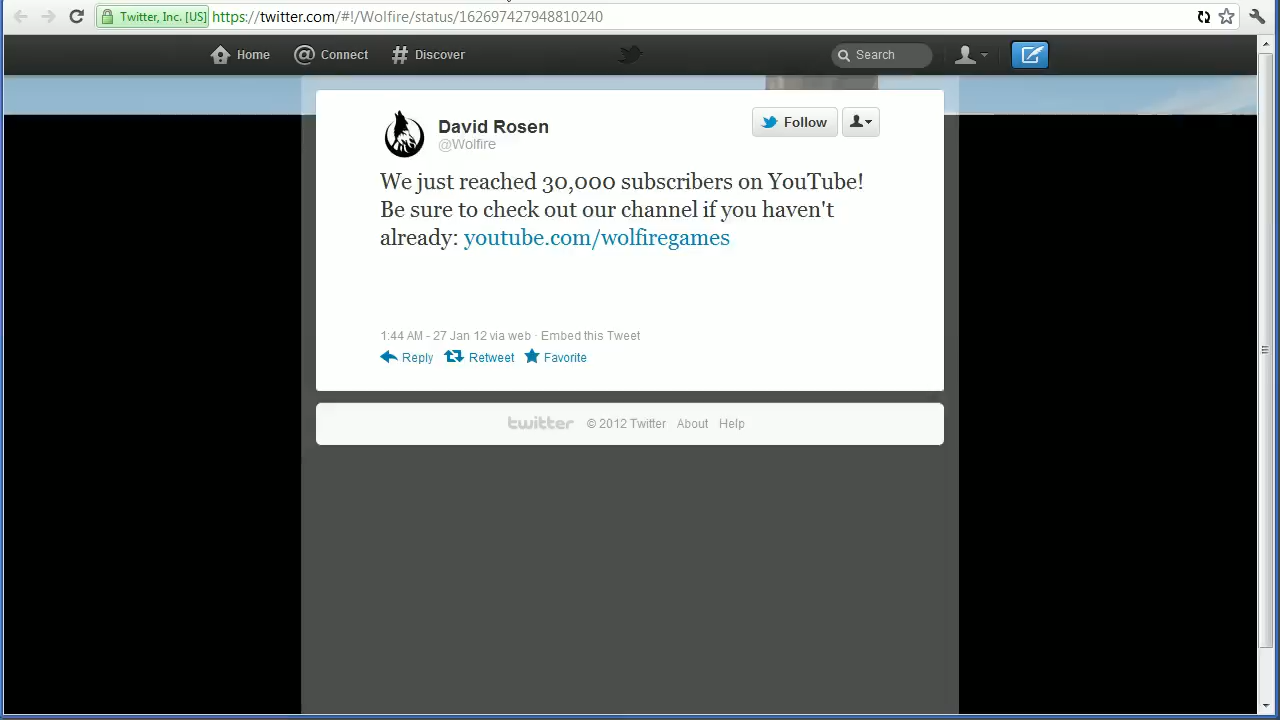 Twitter, Inc. [US] https://twitter.com/#!/Wolfire/status/162697427948810240
Home Connect Discover Search
David Rosen
@Wolfire
Follow
We just reached 30,000 subscribers on YouTube!
Be sure to check out our channel if you haven't
already: youtube.com/wolfiregames
1:44 AM - 27 Jan 12 via web · Embed this Tweet
Reply Retweet Favorite
twitter © 2012 Twitter About Help